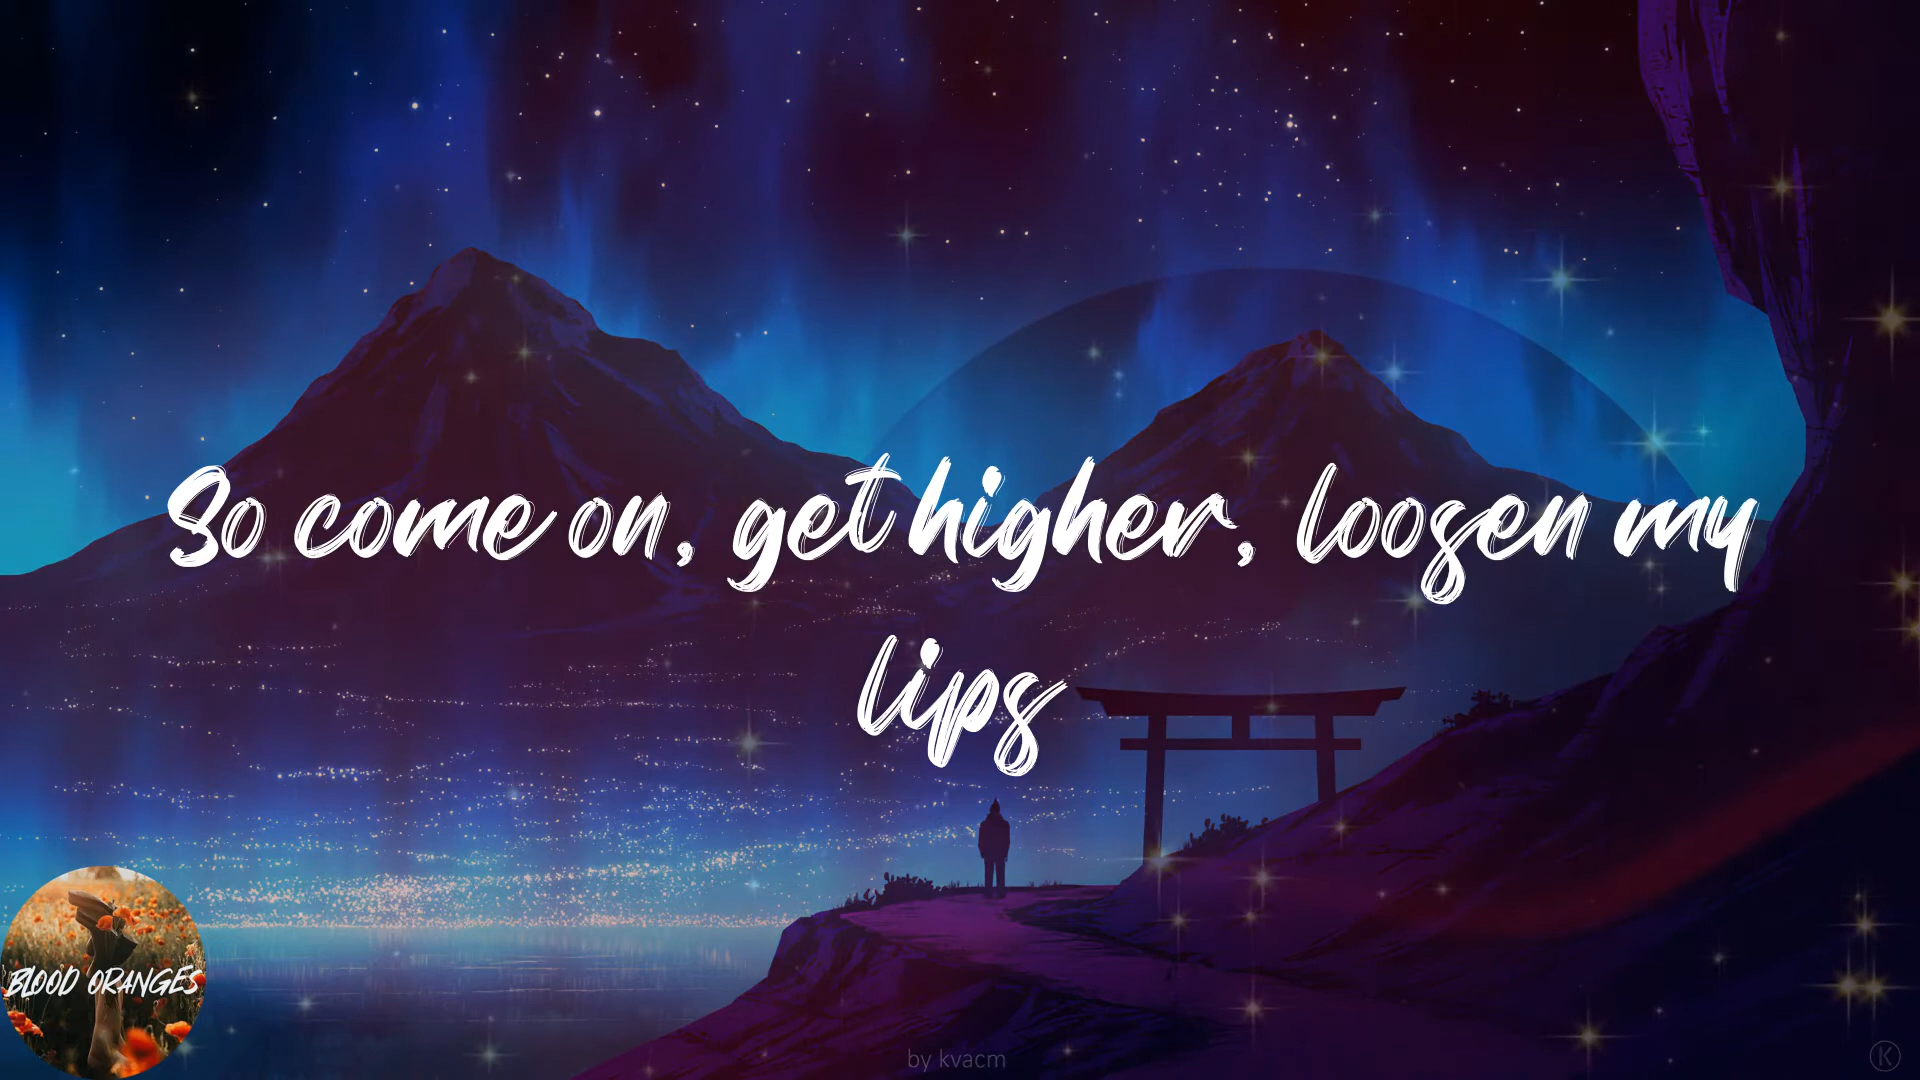 So come on, get higher, loosen my
lips
BLOOD ORANGES
by kvacm
K